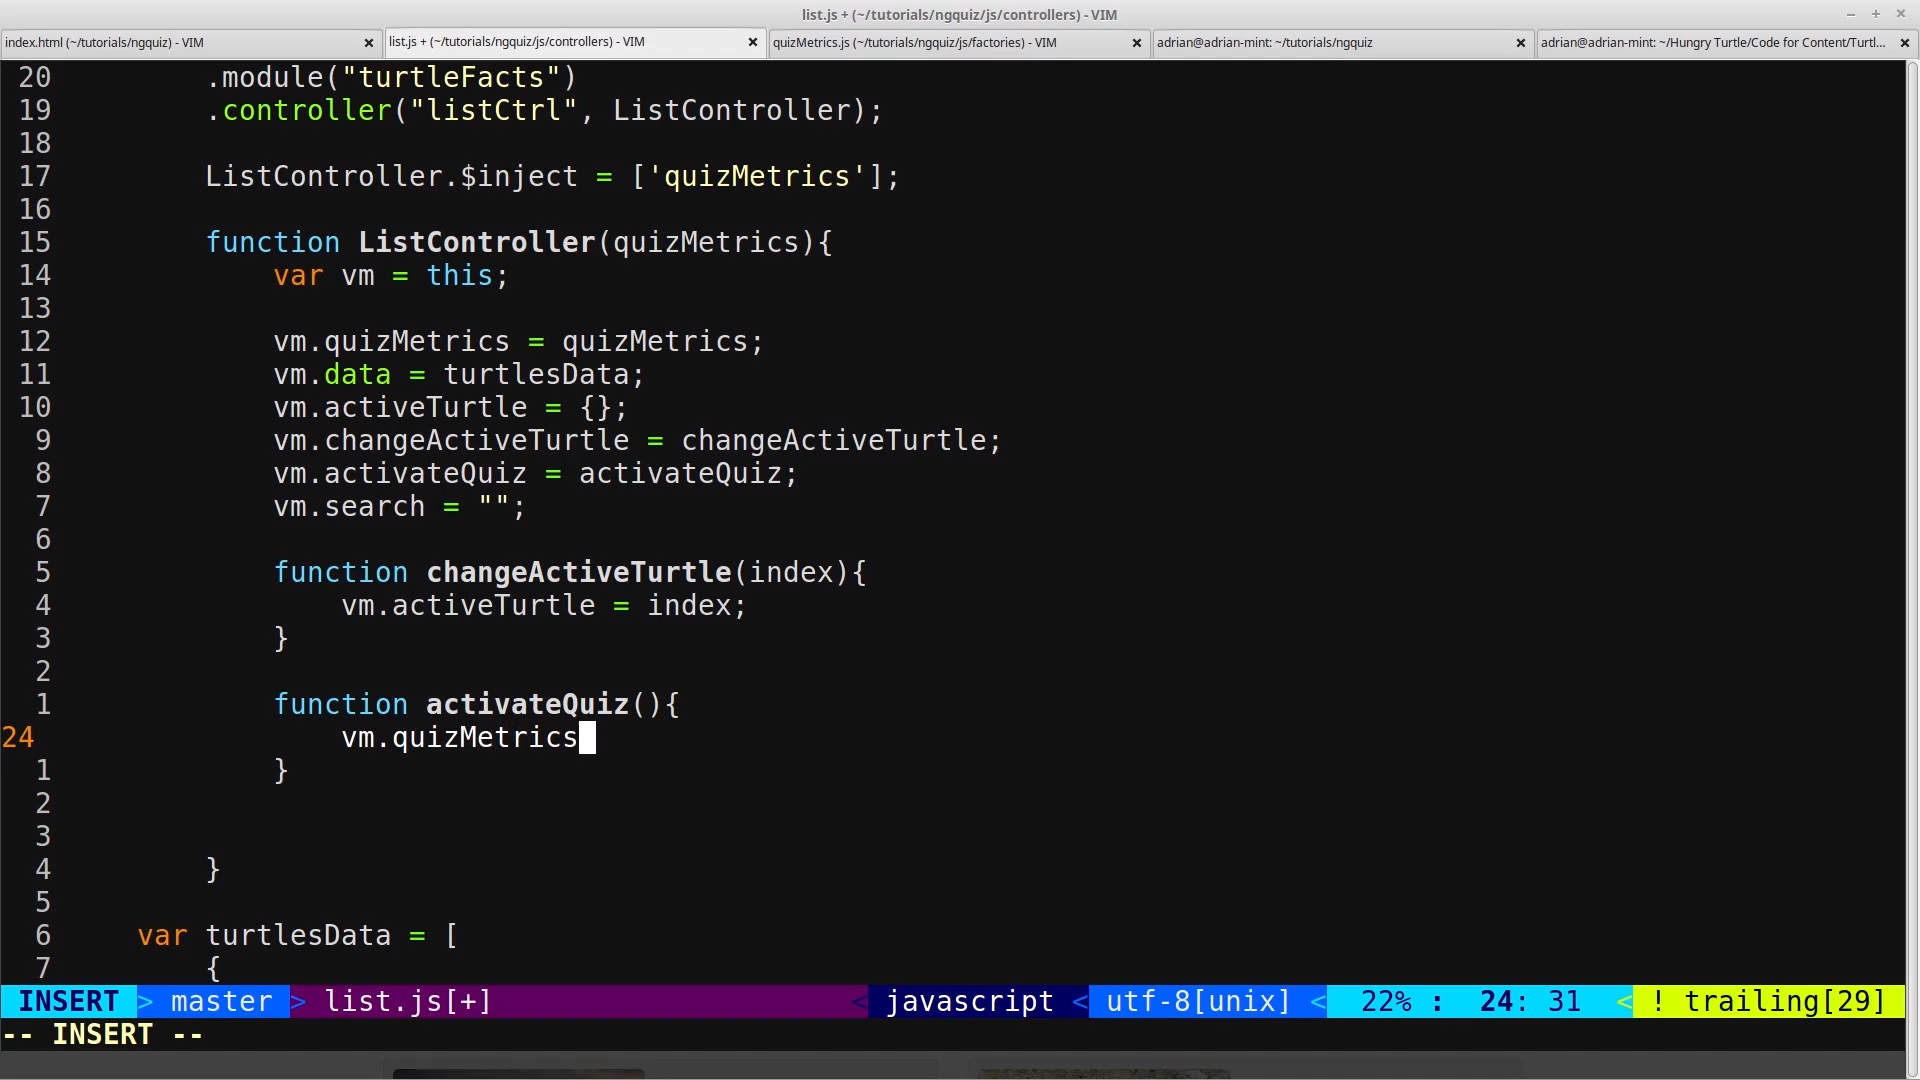 list.js + (~/tutorials/ngquiz/js/controllers) - VIM
index.html (~/tutorials/ngquiz) - VIM
list.js + (~/tutorials/ngquiz/js/controllers) - VIM
quizMetrics.js (~/tutorials/ngquiz/js/factories) - VIM
adrian@adrian-mint: ~/tutorials/ngquiz
adrian@adrian-mint: ~/Hungry Turtle/Code for Content/Turtl...
20 .module("turtleFacts")
19 .controller("listCtrl", ListController);
18
17 ListController.$inject = ['quizMetrics'];
16
15 function ListController(quizMetrics){
14 var vm = this;
13
12 vm.quizMetrics = quizMetrics;
11 vm.data = turtlesData;
10 vm.activeTurtle = {};
9 vm.changeActiveTurtle = changeActiveTurtle;
8 vm.activateQuiz = activateQuiz;
7 vm.search = "";
6
5 function changeActiveTurtle(index){
4 vm.activeTurtle = index;
3 }
2
1 function activateQuiz(){
24 vm.quizMetrics
1 }
2
3
4 }
5
6 var turtlesData = [
7 {
INSERT > master > list.js[+] < javascript < utf-8[unix] < 22% : 24: 31 < ! trailing[29]
-- INSERT --